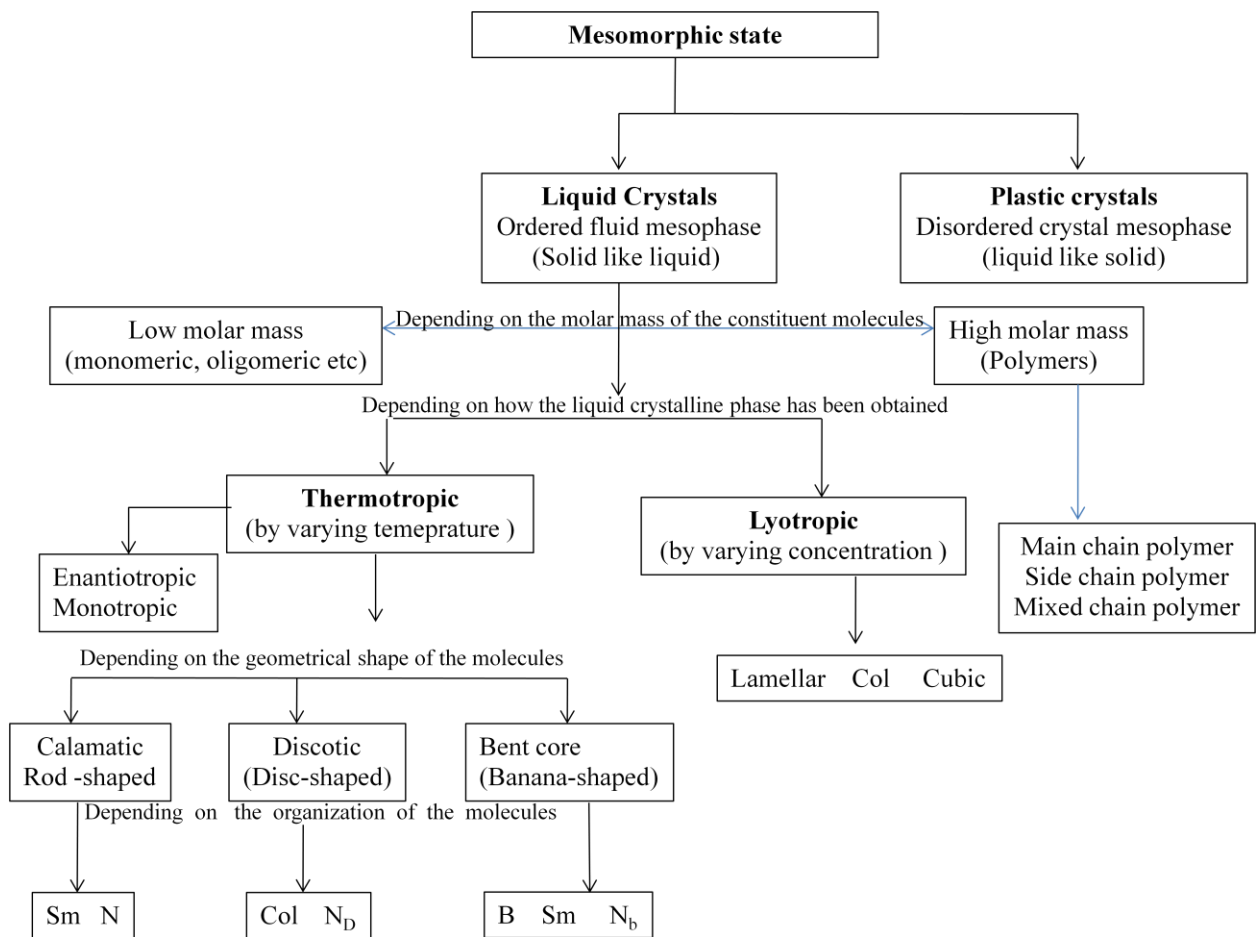 Mesomorphic state
Liquid Crystals
Ordered fluid mesophase
(Solid like liquid)
Plastic crystals
Disordered crystal mesophase
(liquid like solid)
Low molar mass
(monomeric, oligomeric etc)
Depending on the molar mass of the constituent molecules
High molar mass
(Polymers)
Depending on how the liquid crystalline phase has been obtained
Thermotropic
(by varying temeprature )
Lyotropic
(by varying concentration )
Enantiotropic
Monotropic
Main chain polymer
Side chain polymer
Mixed chain polymer
Depending on the geometrical shape of the molecules
Lamellar Col Cubic
Calamatic
Rod -shaped
Discotic
(Disc-shaped)
Bent core
(Banana-shaped)
Depending on the organization of the molecules
Sm N
Col N_D
B Sm N_b